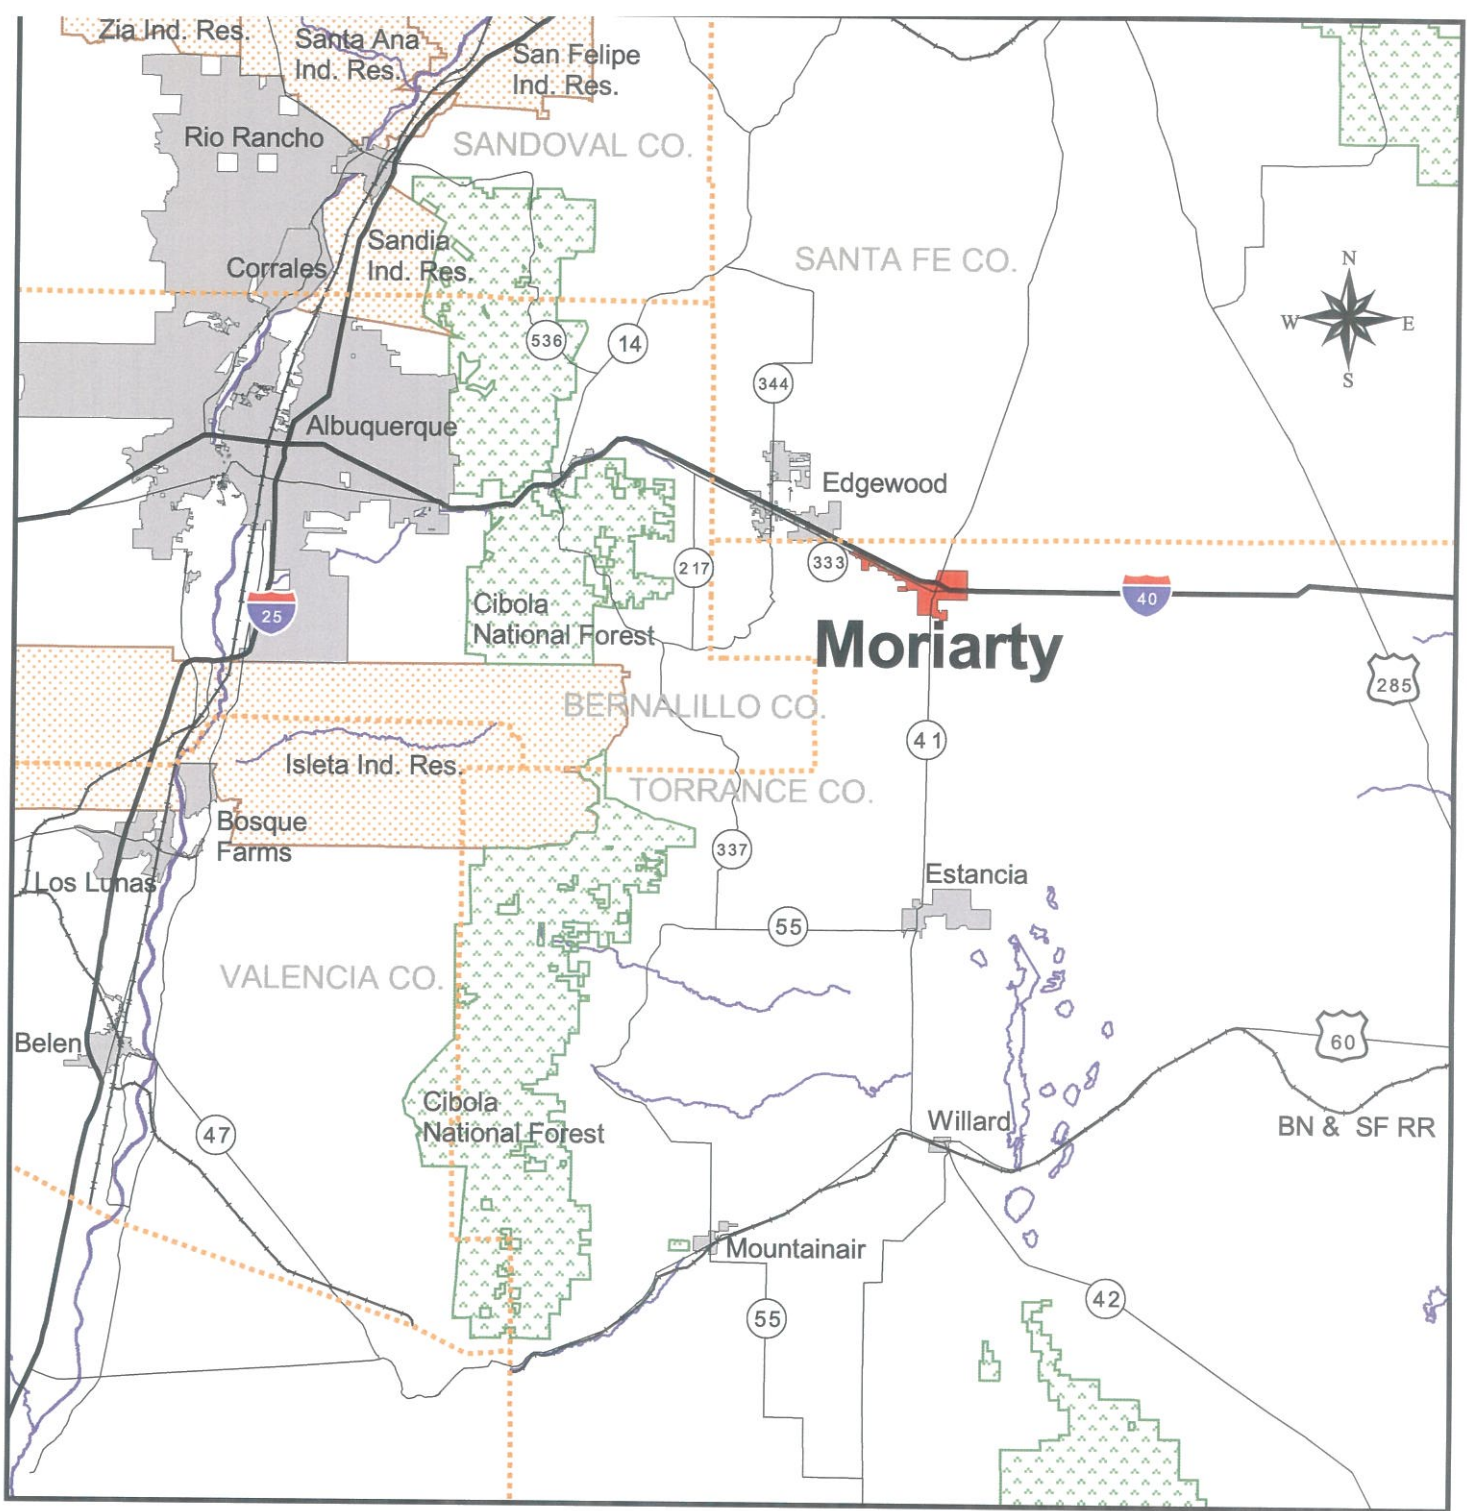 Zia Ind. Res.
Santa Ana
Ind. Res.
San Felipe
Ind. Res.
Rio Rancho
SANDOVAL CO.
Sandia
Ind. Res.
Corrales
SANTA FE CO.
N
W
E
S
536
14
344
Albuquerque
Edgewood
217
333
25
Cibola
National Forest
40
Moriarty
285
BERNALILLO CO.
41
Isleta Ind. Res.
TORRANCE CO.
Bosque
Farms
337
Los Lunas
Estancia
55
VALENCIA CO.
Belen
60
Cibola
National Forest
47
Willard
BN & SF RR
Mountainair
55
42